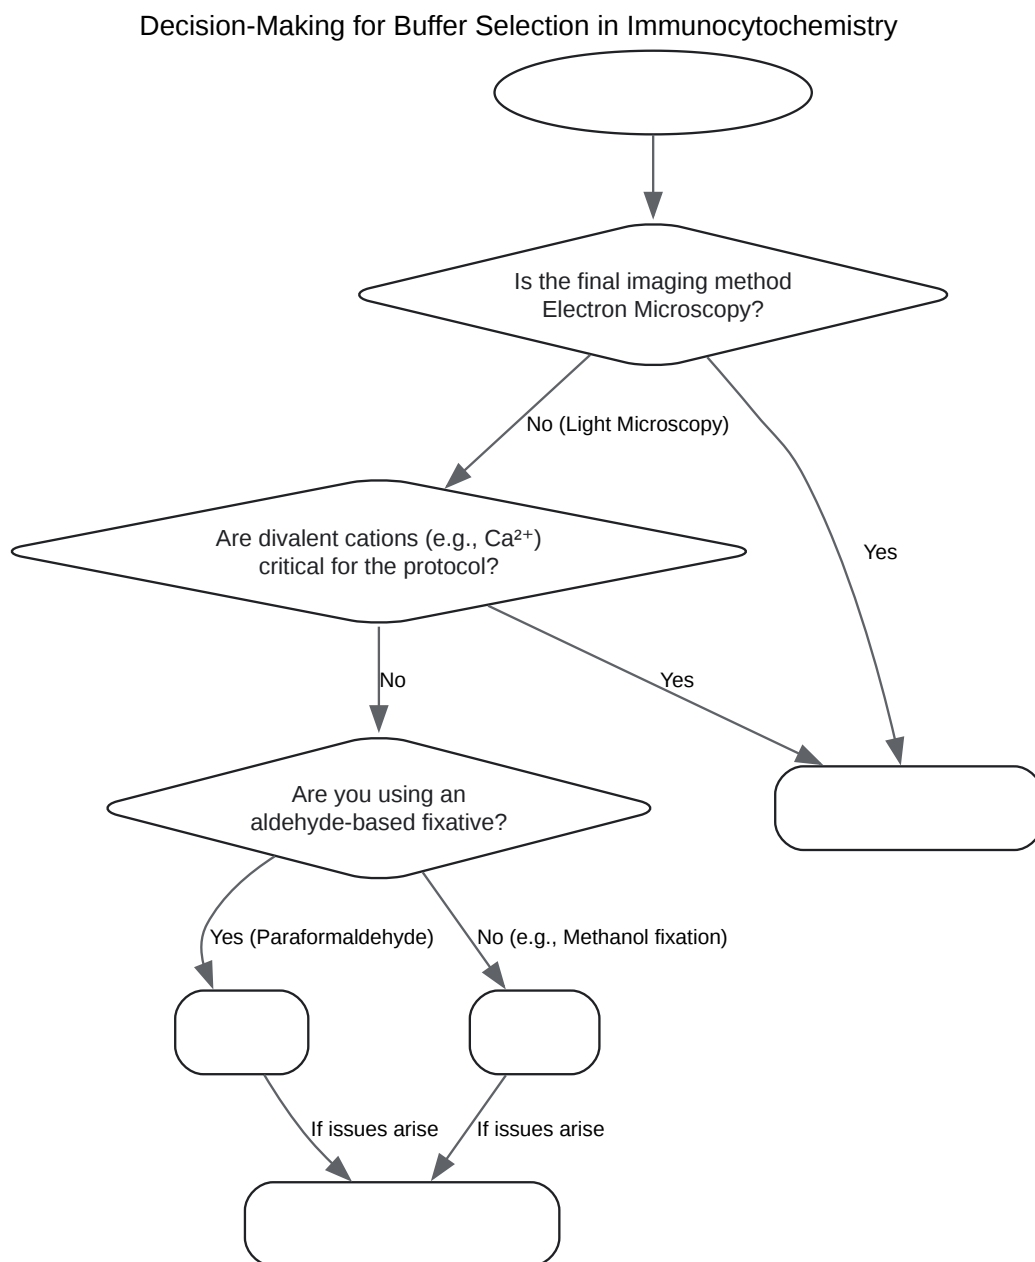 Decision-Making for Buffer Selection in Immunocytochemistry
Is the final imaging method
Electron Microscopy?
No (Light Microscopy)
Are divalent cations (e.g., Ca²⁺)
critical for the protocol?
Yes
No
Yes
Are you using an
aldehyde-based fixative?
Yes (Paraformaldehyde)
No (e.g., Methanol fixation)
If issues arise
If issues arise